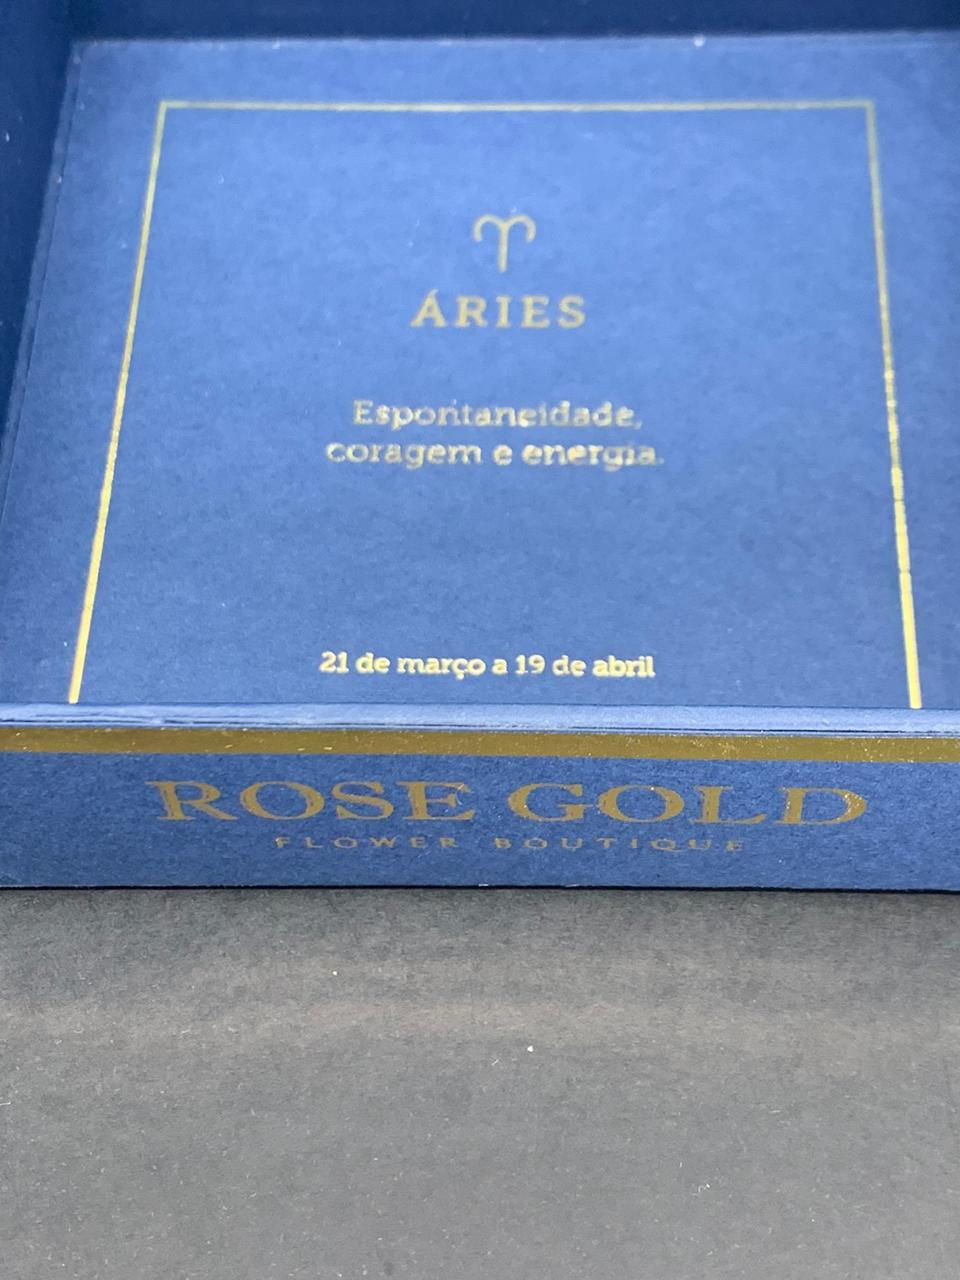 ÁRIES
Espontaneidade,
coragem e energia.
21 de março a 19 de abril
ROSE GOLD
FLOWER BOUTIQUE